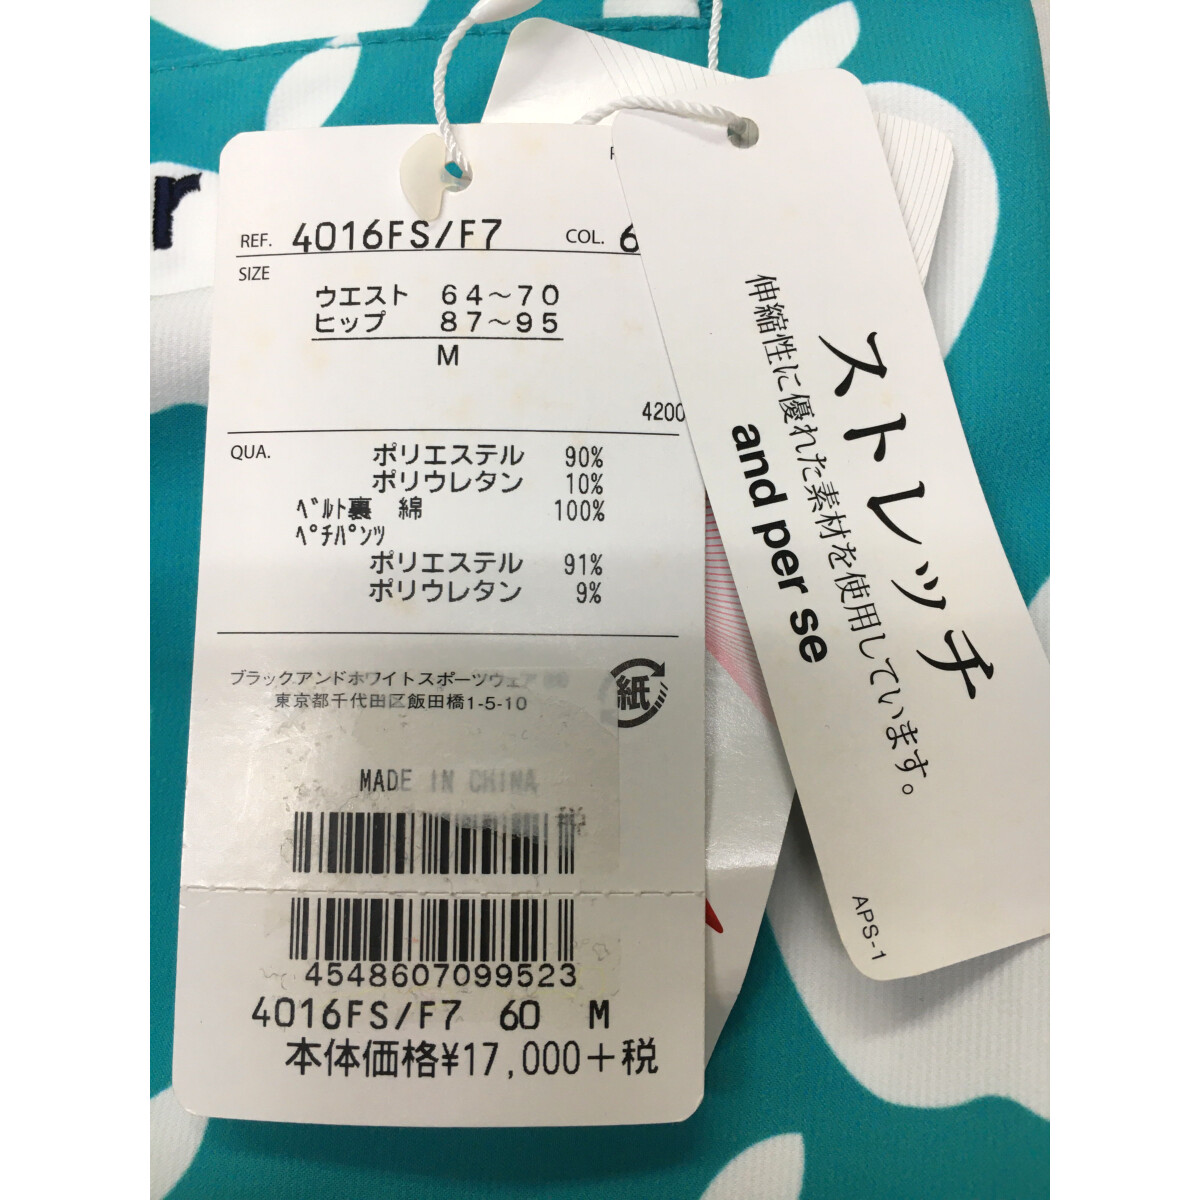 r
REF. 4016FS/F7 COL. 6
SIZE
ウエスト 64～70
ヒップ 87～95
M
4200
QUA.
ポリエステル 90%
ポリウレタン 10%
ﾍﾞﾙﾄ裏 綿 100%
ﾍﾟﾁﾊﾟﾝﾂ
ポリエステル 91%
ポリウレタン 9%
ブラックアンドホワイトスポーツウェア
東京都千代田区飯田橋1-5-10
紙
MADE IN CHINA
税
4548607099523
4016FS/F7 60 M
本体価格¥17,000＋税
ストレッチ
伸縮性に優れた素材を使用しています。
and per se
APS-1